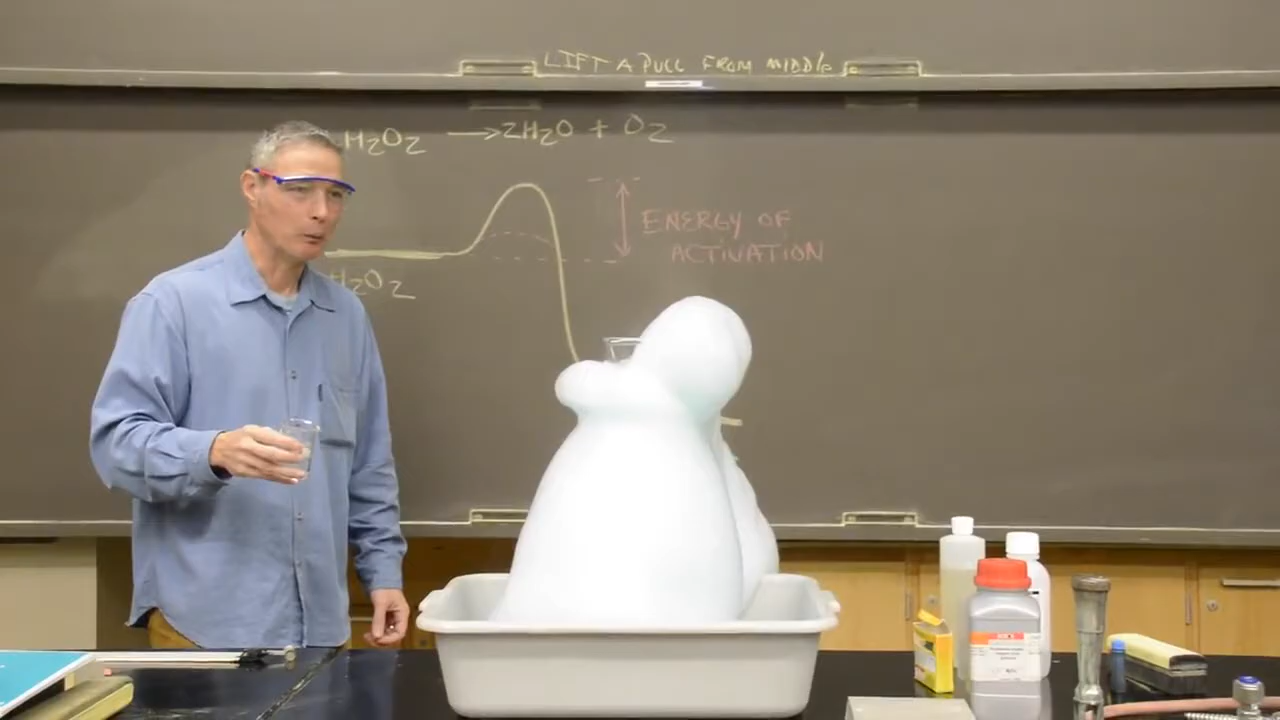 LIFT A PULL FROM MIDDLE
H2O2 → 2H2O + O2
ENERGY OF
ACTIVATION
H2O2